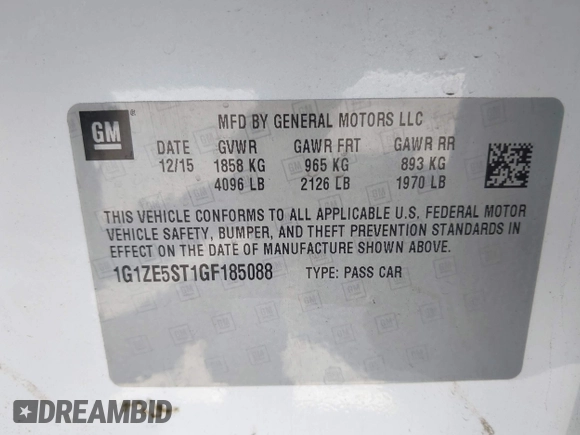 GM
MFD BY GENERAL MOTORS LLC
DATE GVWR GAWR FRT GAWR RR
12/15 1858 KG 965 KG 893 KG
4096 LB 2126 LB 1970 LB
THIS VEHICLE CONFORMS TO ALL APPLICABLE U.S. FEDERAL MOTOR
VEHICLE SAFETY, BUMPER, AND THEFT PREVENTION STANDARDS IN
EFFECT ON THE DATE OF MANUFACTURE SHOWN ABOVE.
1G1ZE5ST1GF185088 TYPE: PASS CAR
DREAMBID